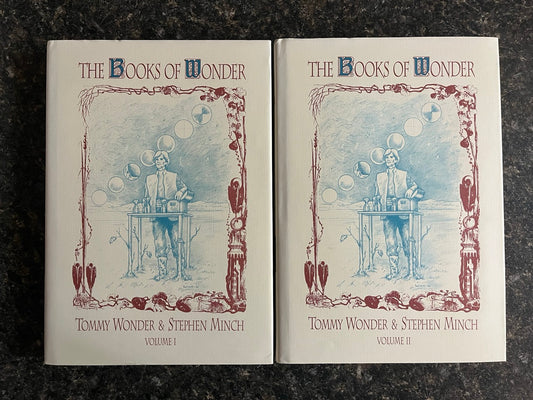 THE BOOKS OF WONDER
TOMMY WONDER & STEPHEN MINCH
VOLUME I
THE BOOKS OF WONDER
TOMMY WONDER & STEPHEN MINCH
VOLUME II